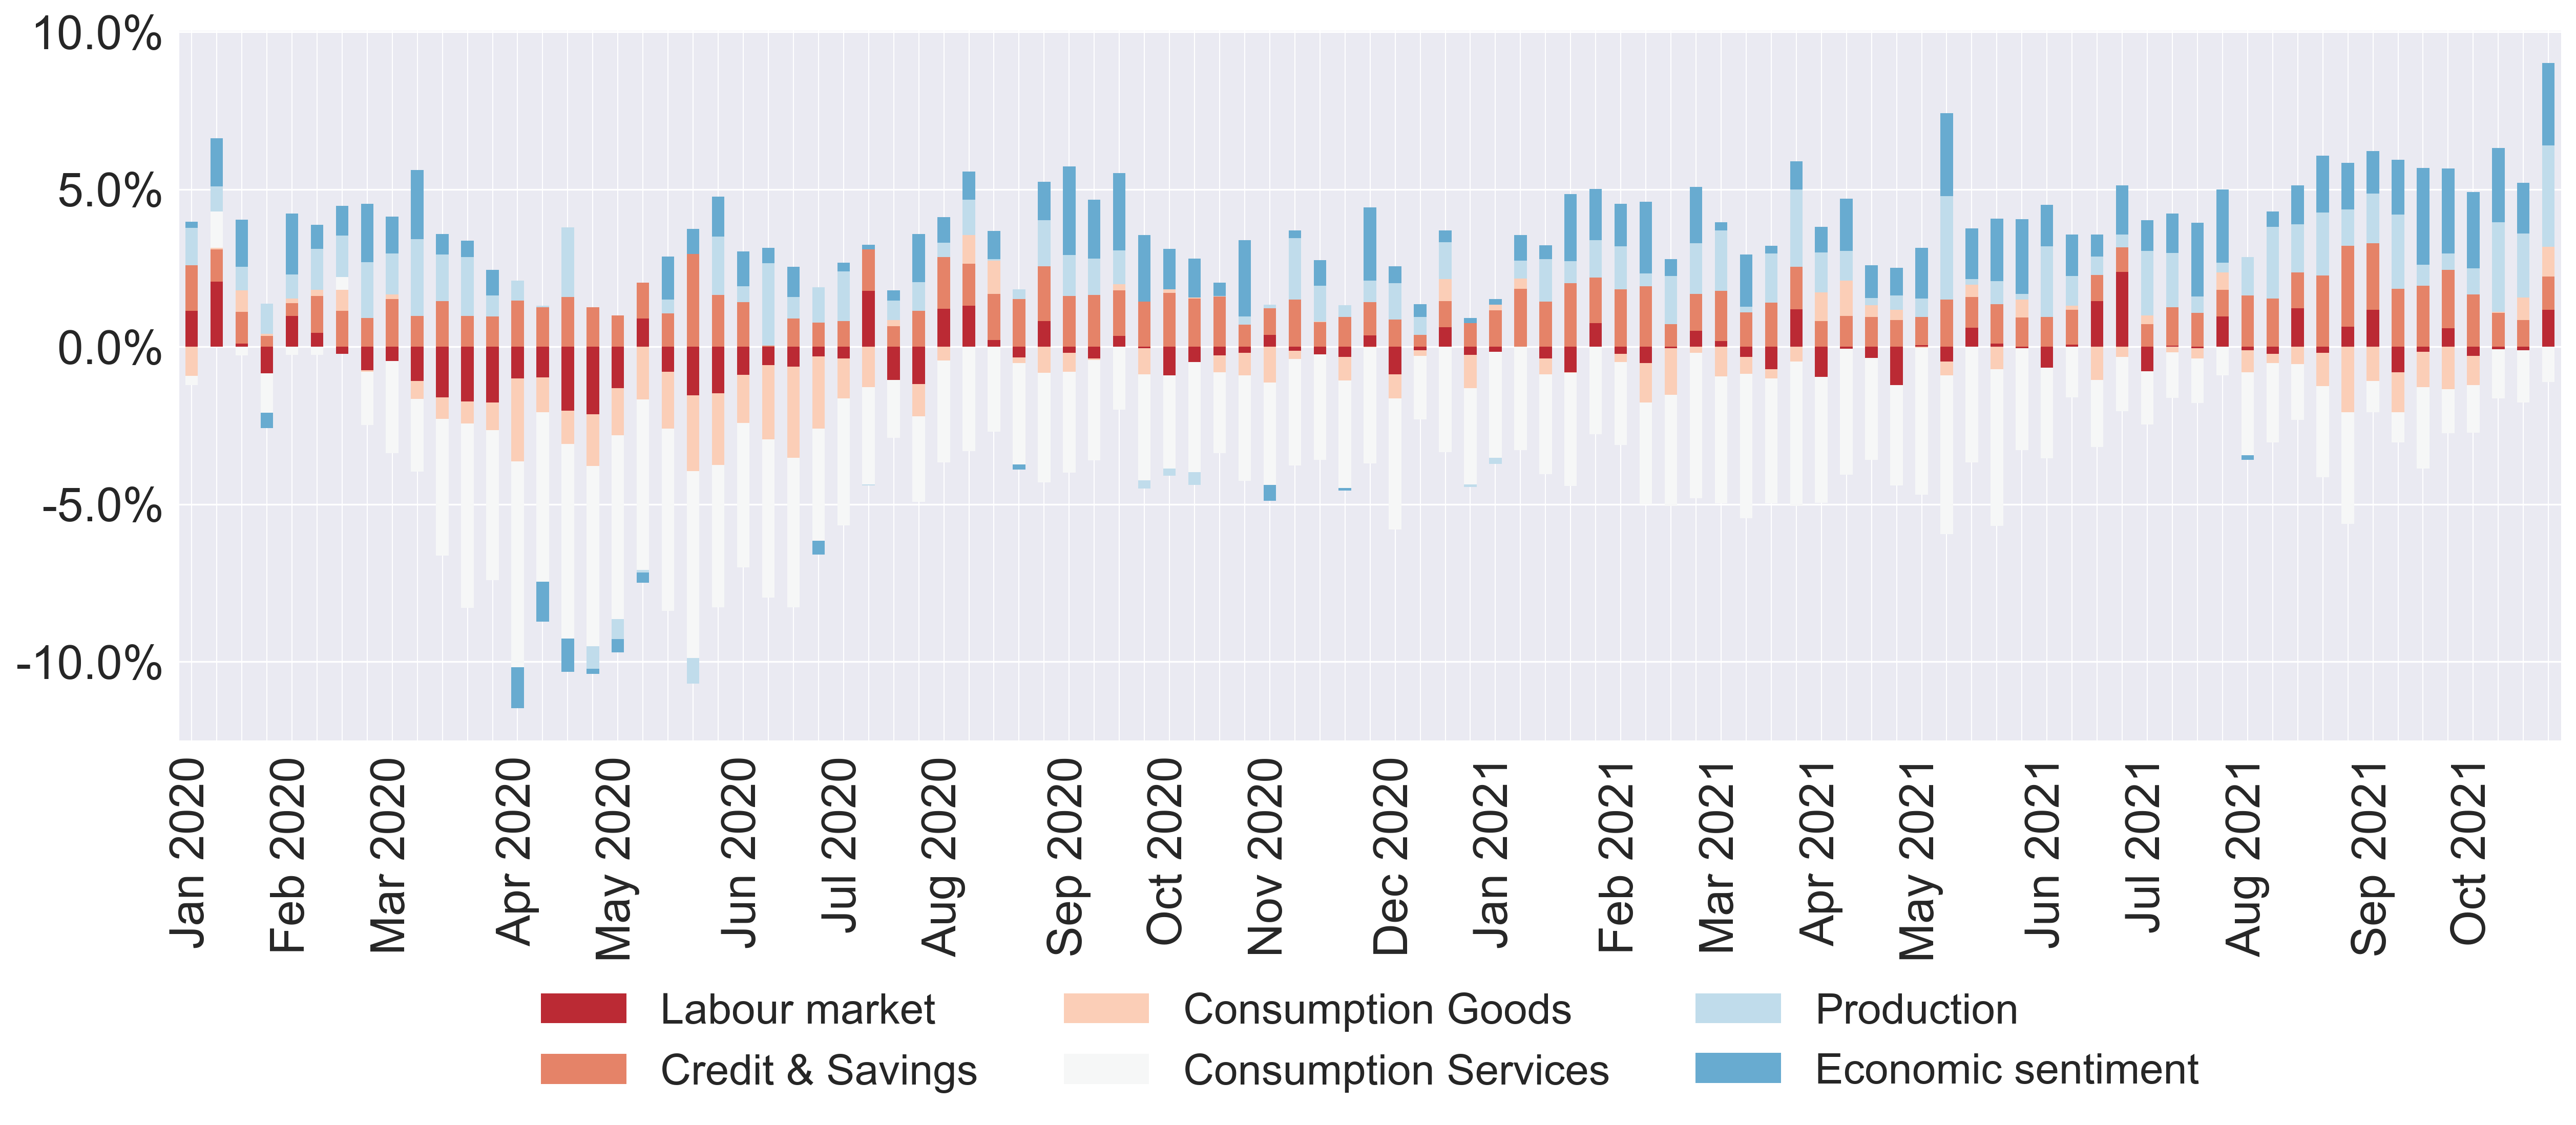 10.0%
5.0%
0.0%
-5.0%
-10.0%
Jan 2020
Feb 2020
Mar 2020
Apr 2020
May 2020
Jun 2020
Jul 2020
Aug 2020
Sep 2020
Oct 2020
Nov 2020
Dec 2020
Jan 2021
Feb 2021
Mar 2021
Apr 2021
May 2021
Jun 2021
Jul 2021
Aug 2021
Sep 2021
Oct 2021
Labour market
Consumption Goods
Production
Credit & Savings
Consumption Services
Economic sentiment